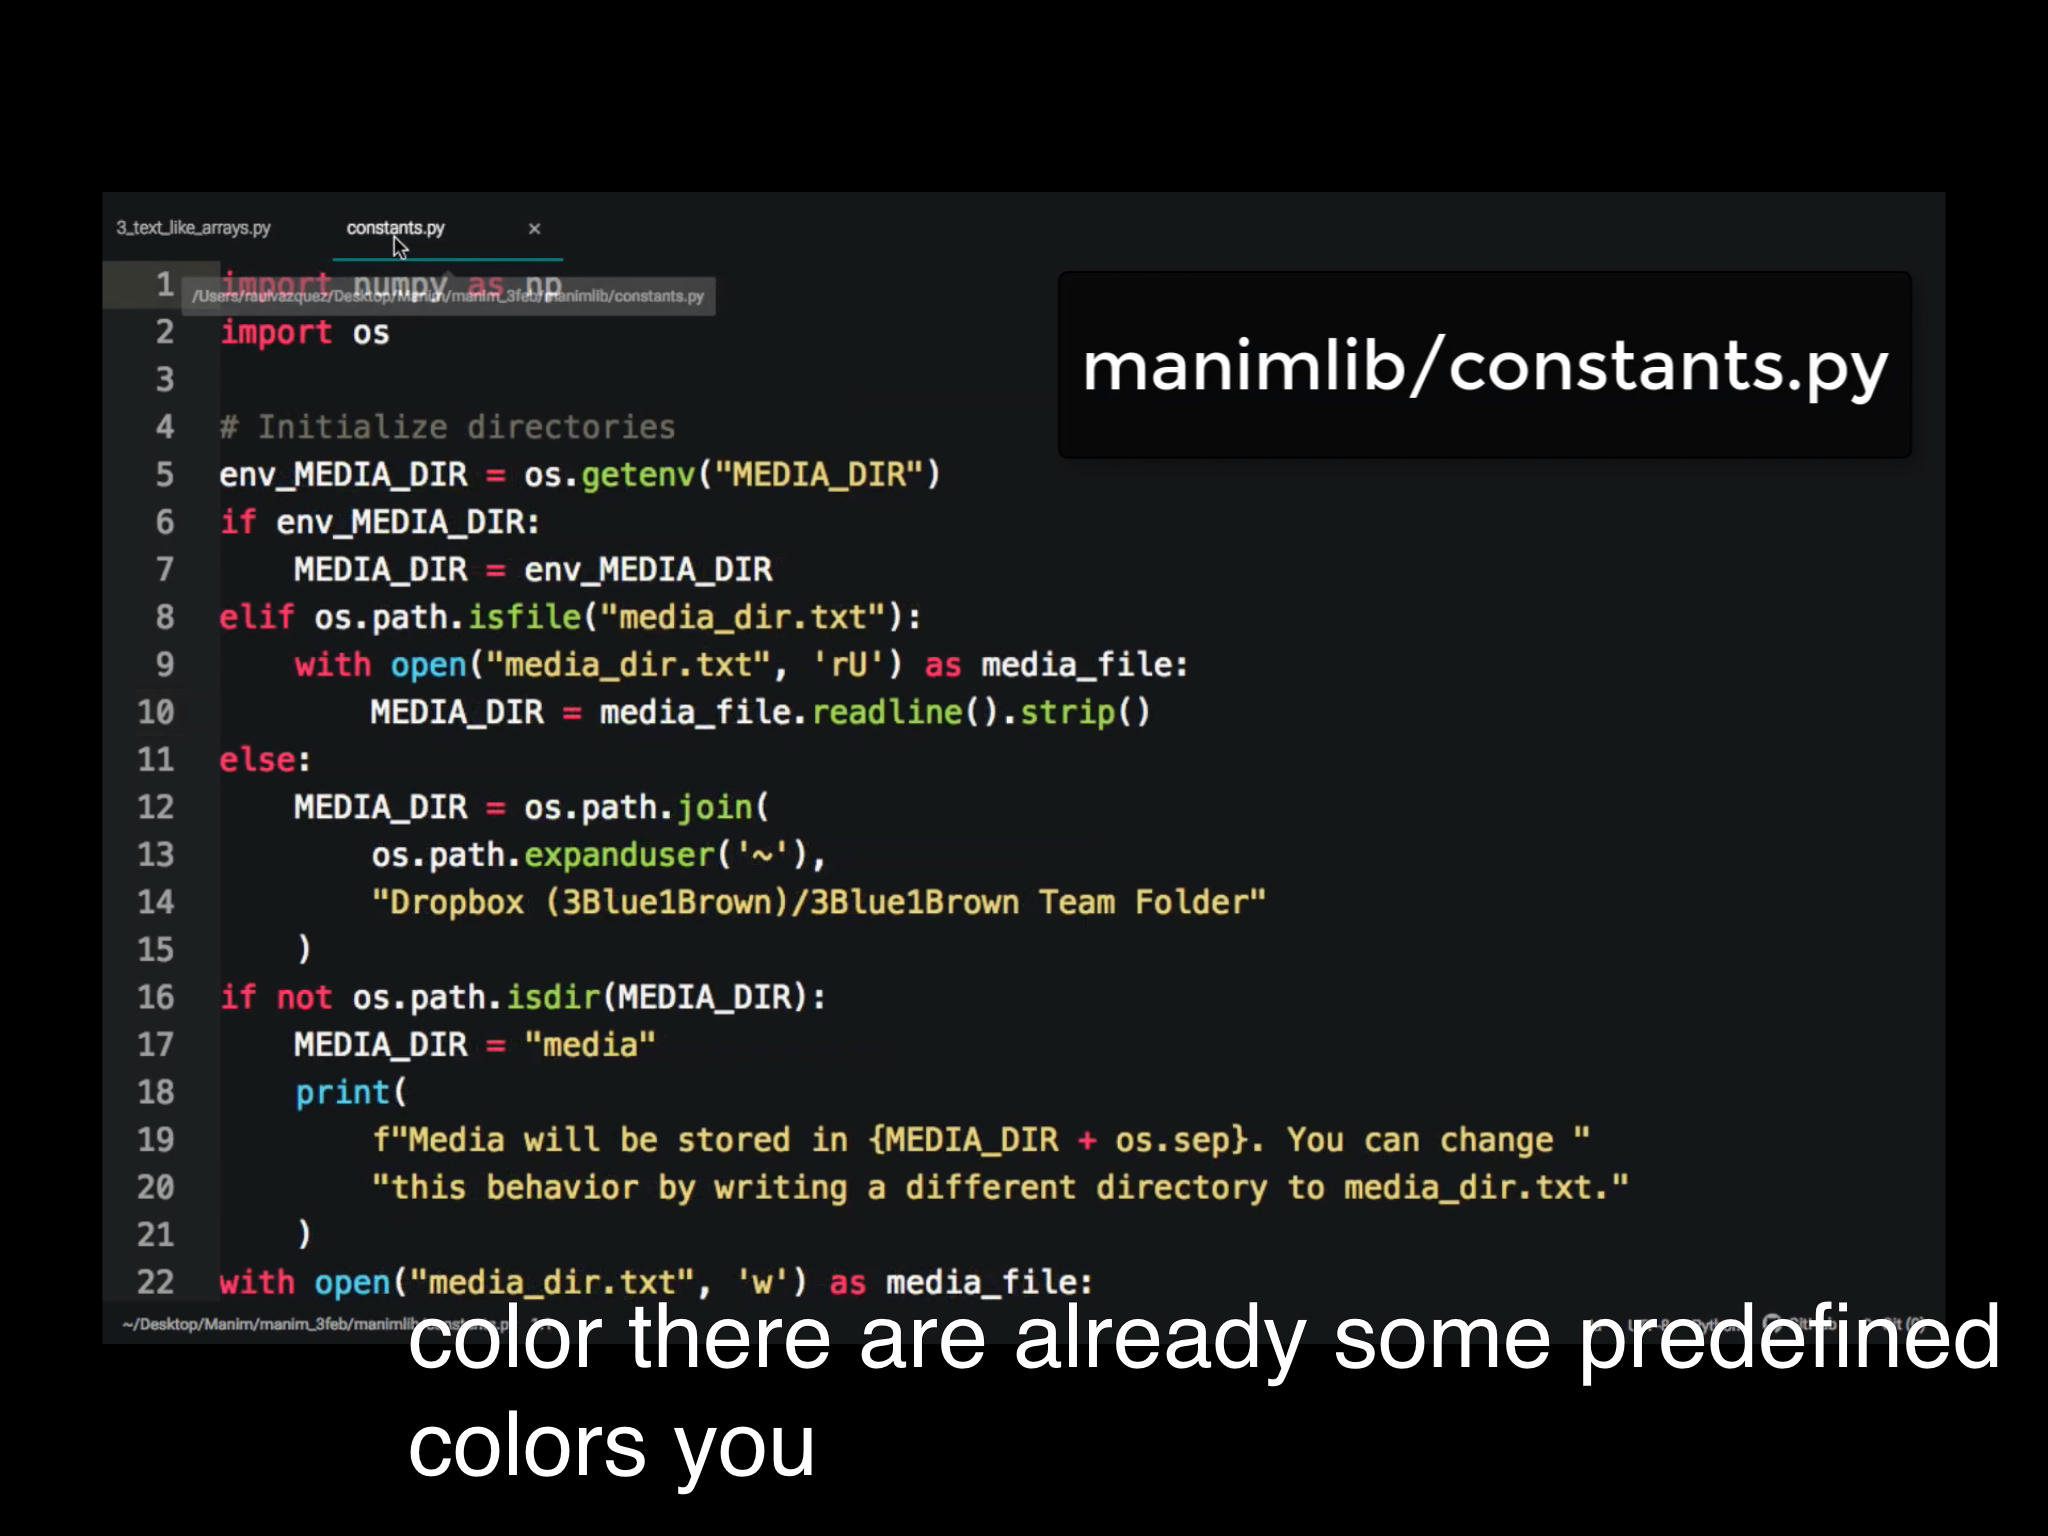 3_text_like_arrays.py constants.py ×
1 import numpy as np
/Users/raulvazquez/Desktop/Manim/manim_3feb/manimlib/constants.py
manimlib/constants.py
2 import os
3
4 # Initialize directories
5 env_MEDIA_DIR = os.getenv("MEDIA_DIR")
6 if env_MEDIA_DIR:
7     MEDIA_DIR = env_MEDIA_DIR
8 elif os.path.isfile("media_dir.txt"):
9     with open("media_dir.txt", 'rU') as media_file:
10         MEDIA_DIR = media_file.readline().strip()
11 else:
12     MEDIA_DIR = os.path.join(
13         os.path.expanduser('~'),
14         "Dropbox (3Blue1Brown)/3Blue1Brown Team Folder"
15     )
16 if not os.path.isdir(MEDIA_DIR):
17     MEDIA_DIR = "media"
18     print(
19         f"Media will be stored in {MEDIA_DIR + os.sep}. You can change "
20         "this behavior by writing a different directory to media_dir.txt."
21     )
22 with open("media_dir.txt", 'w') as media_file:
~/Desktop/Manim/manim_3feb/manimlib/constants.py
color there are already some predefined
colors you